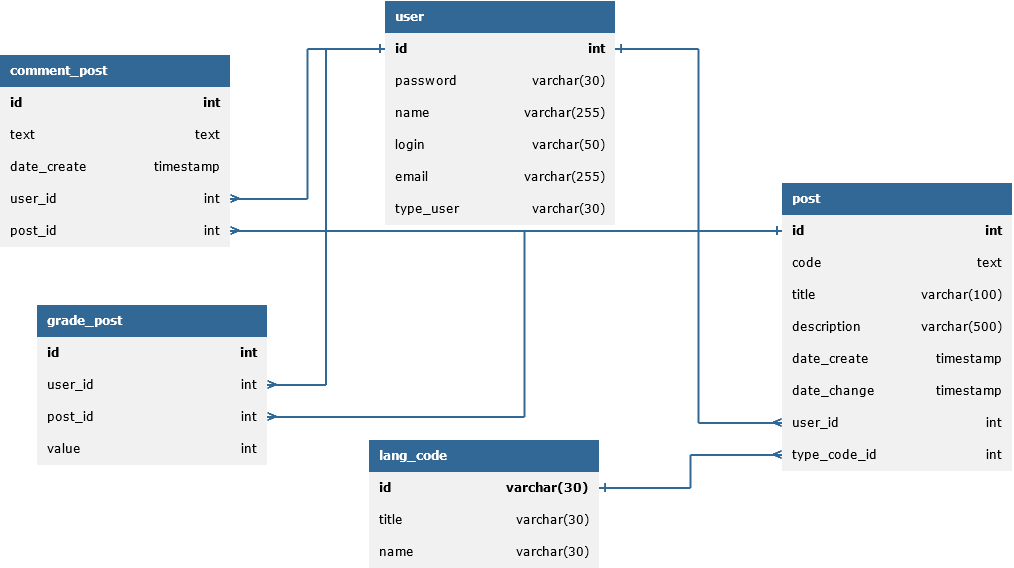 user
id int
password varchar(30)
name varchar(255)
login varchar(50)
email varchar(255)
type_user varchar(30)
comment_post
id int
text text
date_create timestamp
user_id int
post_id int
post
id int
code text
title varchar(100)
description varchar(500)
date_create timestamp
date_change timestamp
user_id int
type_code_id int
grade_post
id int
user_id int
post_id int
value int
lang_code
id varchar(30)
title varchar(30)
name varchar(30)